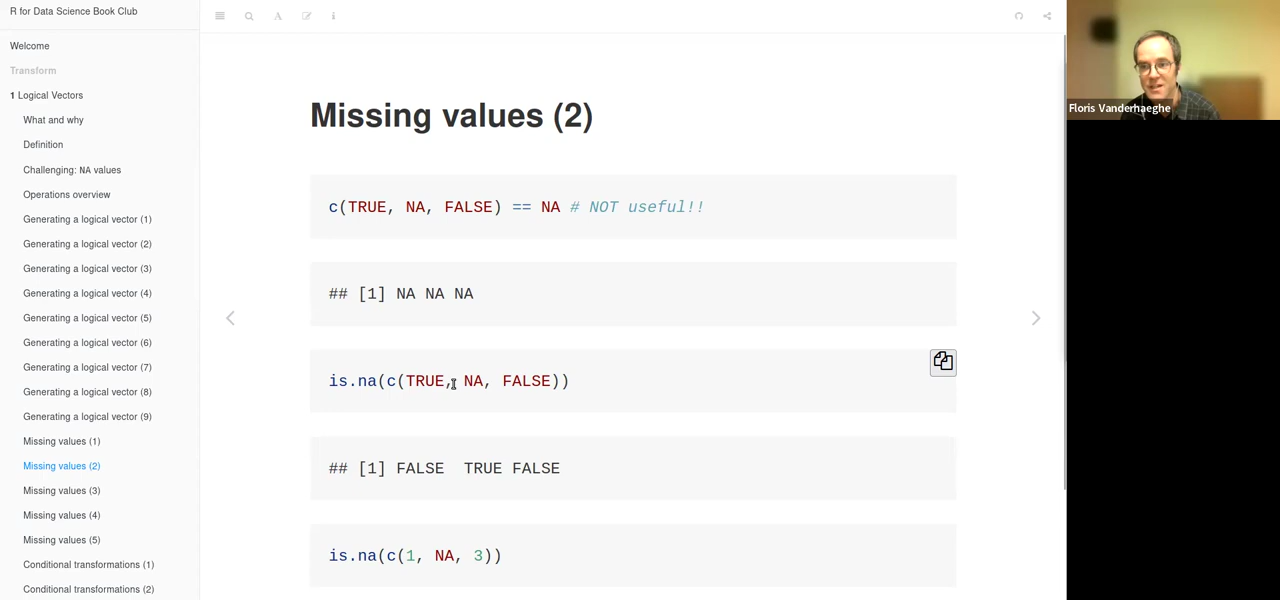 R for Data Science Book Club
Welcome
Transform
1 Logical Vectors
What and why
Definition
Challenging: NA values
Operations overview
Generating a logical vector (1)
Generating a logical vector (2)
Generating a logical vector (3)
Generating a logical vector (4)
Generating a logical vector (5)
Generating a logical vector (6)
Generating a logical vector (7)
Generating a logical vector (8)
Generating a logical vector (9)
Missing values (1)
Missing values (2)
Missing values (3)
Missing values (4)
Missing values (5)
Conditional transformations (1)
Conditional transformations (2)
Missing values (2)
c(TRUE, NA, FALSE) == NA # NOT useful!!
## [1] NA NA NA
is.na(c(TRUE, NA, FALSE))
## [1] FALSE  TRUE FALSE
is.na(c(1, NA, 3))
Floris Vanderhaeghe